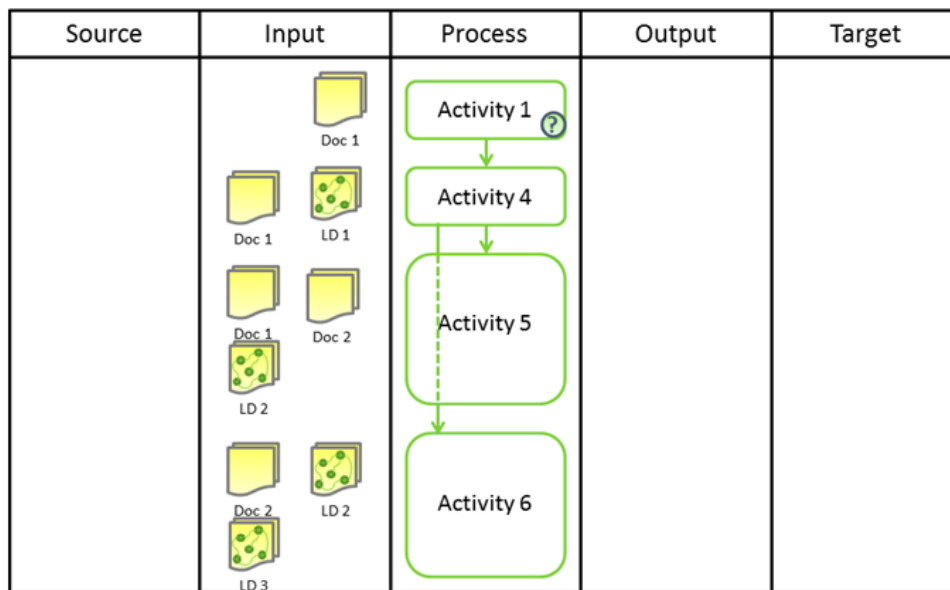 Source Input Process Output Target
Doc 1
Activity 1
?
Doc 1 LD 1
Activity 4
Doc 1 Doc 2
LD 2
Activity 5
Doc 2 LD 2
LD 3
Activity 6